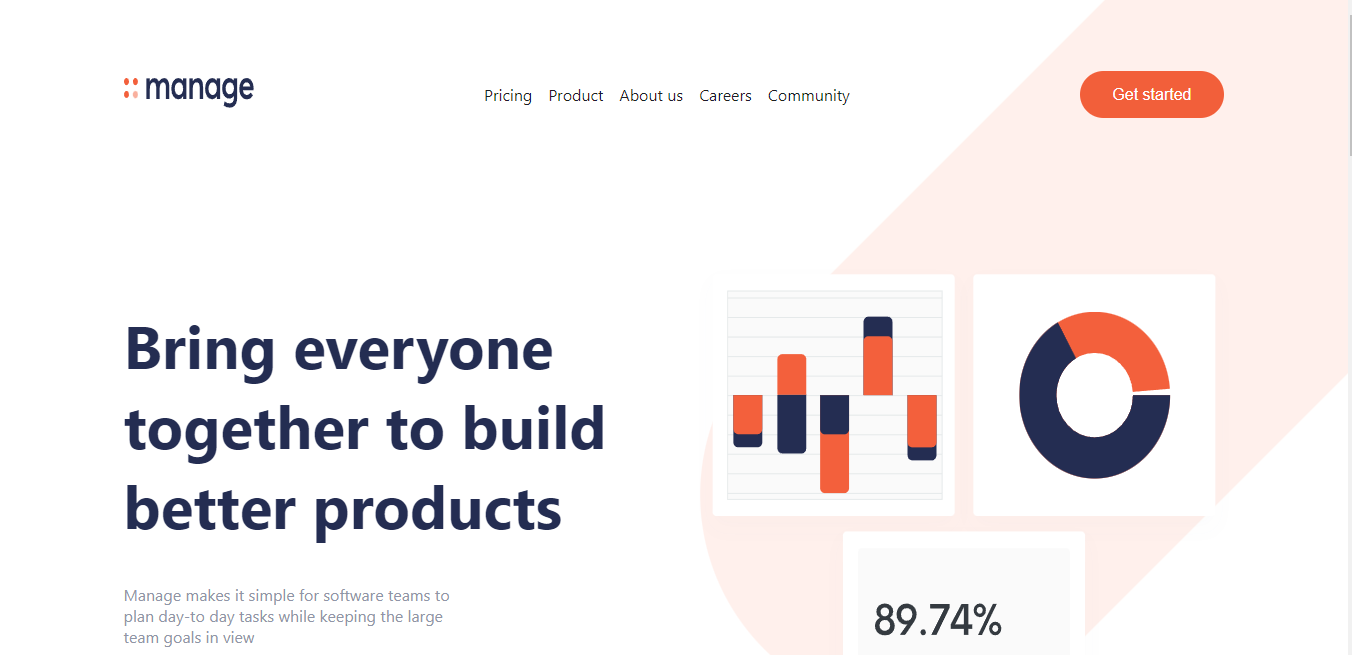 manage
Pricing Product About us Careers Community
Get started
Bring everyone
together to build
better products
Manage makes it simple for software teams to
plan day-to day tasks while keeping the large
team goals in view
89.74%